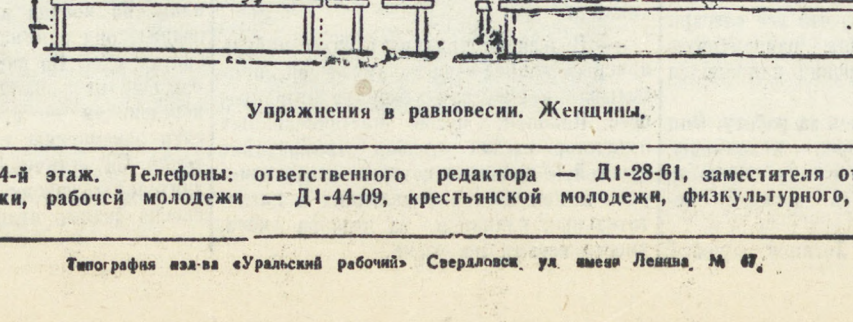 Упражнения в равновесии. Женщины.
4-й этаж. Телефоны: ответственного редактора — Д1-28-61, заместителя от
ки, рабочей молодежи — Д1-44-09, крестьянской молодежи, физкультурного,
Типография изд-ва «Уральский рабочий» Свердловск, ул имени Ленина, № 47,